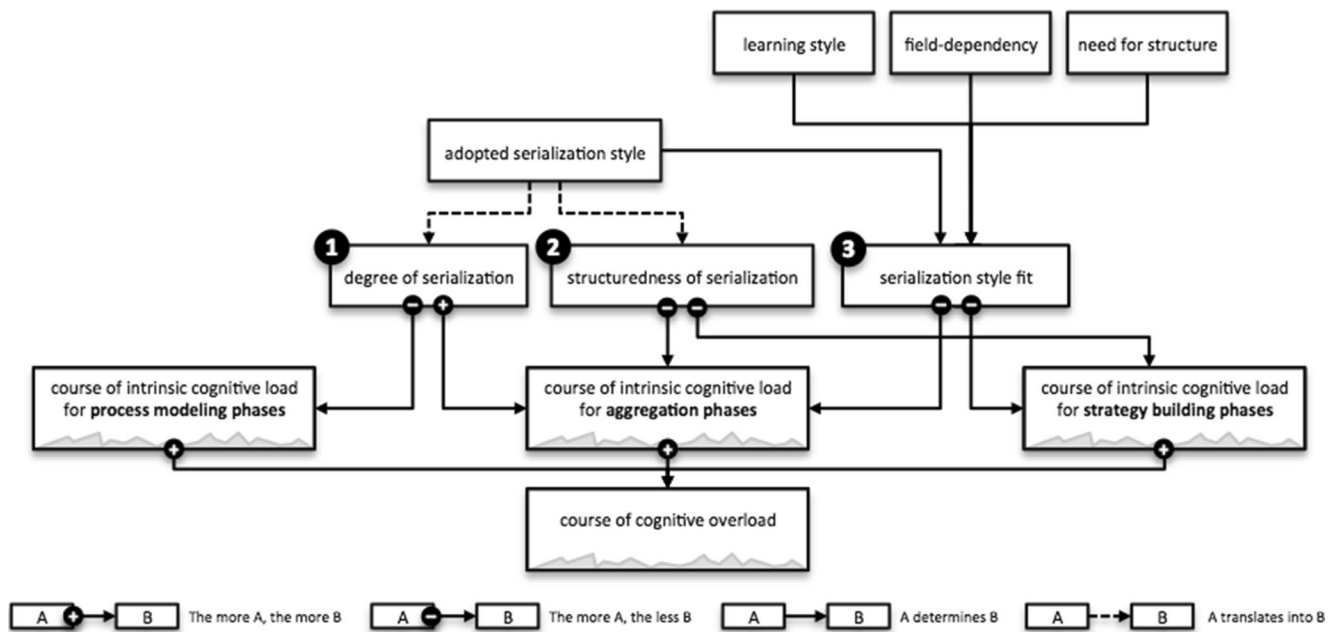 learning style
field-dependency
need for structure
adopted serialization style
1
degree of serialization
2
structuredness of serialization
3
serialization style fit
course of intrinsic cognitive load
for process modeling phases
course of intrinsic cognitive load
for aggregation phases
course of intrinsic cognitive load
for strategy building phases
course of cognitive overload
A + B The more A, the more B
A − B The more A, the less B
A B A determines B
A B A translates into B